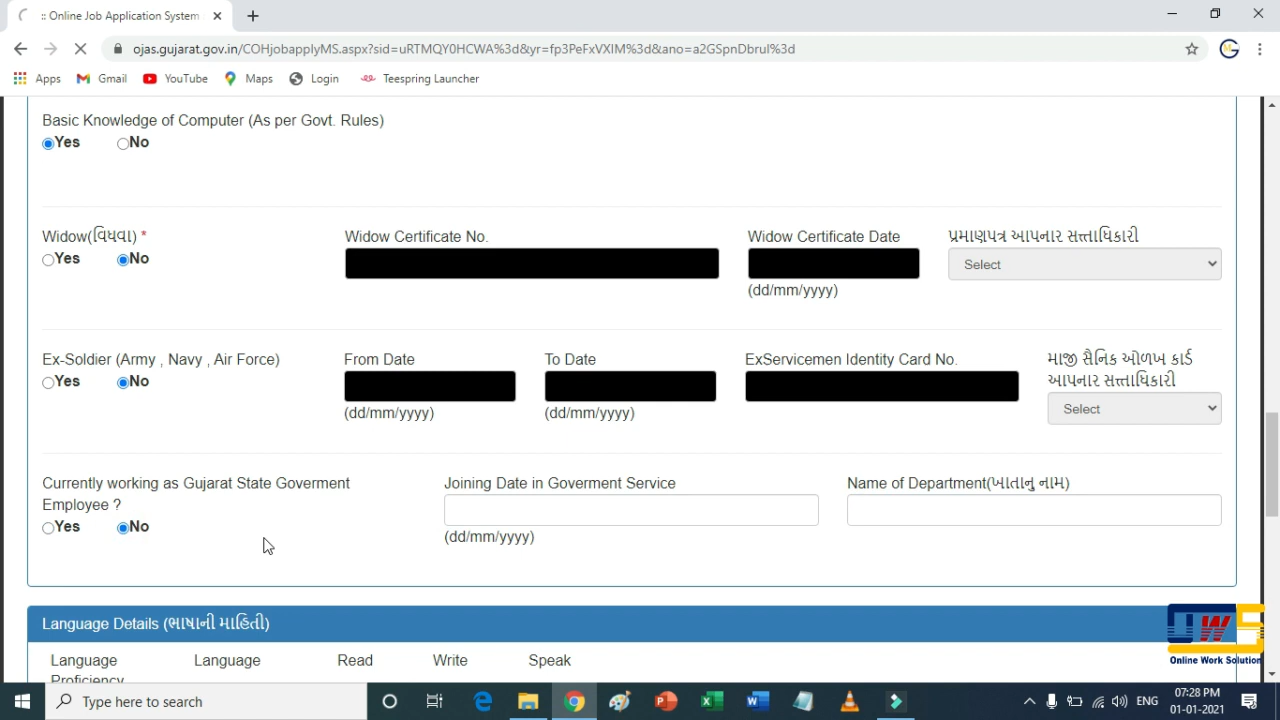 :: Online Job Application System
ojas.gujarat.gov.in/COHjobapplyMS.aspx?sid=uRTMQY0HCWA%3d&yr=fp3PeFxVXIM%3d&ano=a2GSpnDbruI%3d
Apps Gmail YouTube Maps Login Teespring Launcher
Basic Knowledge of Computer (As per Govt. Rules)
Yes No
Widow(વિધવા) * Widow Certificate No. Widow Certificate Date પ્રમાણપત્ર આપનાર સત્તાધિકારી
Yes No Select
(dd/mm/yyyy)
Ex-Soldier (Army , Navy , Air Force) From Date To Date ExServicemen Identity Card No. માજી સૈનિક ઓળખ કાર્ડ
આપનાર સત્તાધિકારી
Yes No
(dd/mm/yyyy) (dd/mm/yyyy) Select
Currently working as Gujarat State Goverment Joining Date in Goverment Service Name of Department(ખાતાનું નામ)
Employee ?
Yes No
(dd/mm/yyyy)
Language Details (ભાષાની માહિતી)
Language Language Read Write Speak
Proficiency
OWS
Online Work Solution
Type here to search
ENG
07:28 PM
01-01-2021